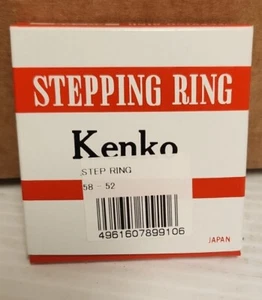 STEPPING RING
Kenko
STEP RING
58 - 52
4961607899106
JAPAN